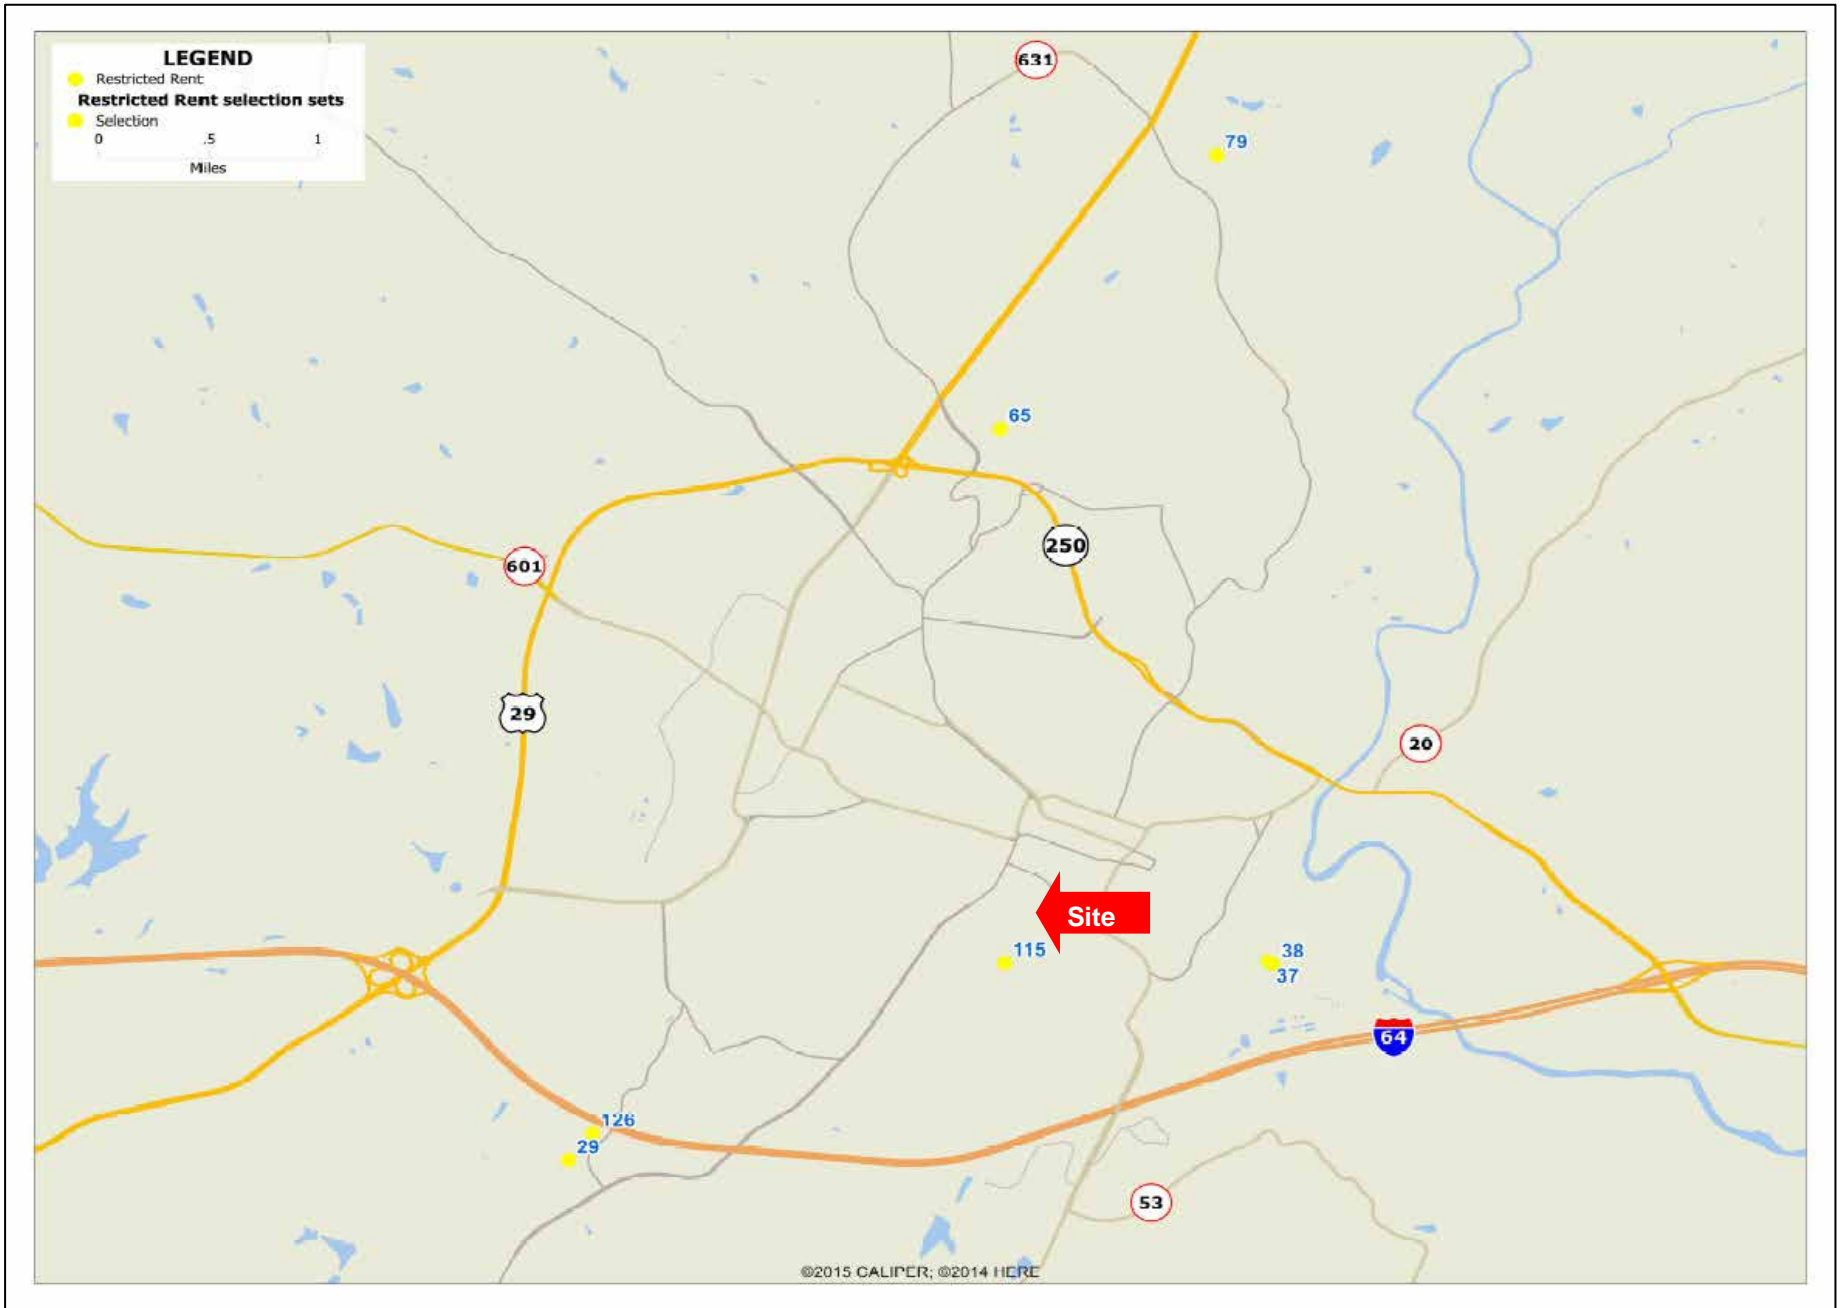 LEGEND
Restricted Rent
Restricted Rent selection sets
Selection
0 .5 1
Miles
631
79
65
250
601
29
20
Site
115
38
37
64
126
29
53
©2015 CALIPER; ©2014 HERE